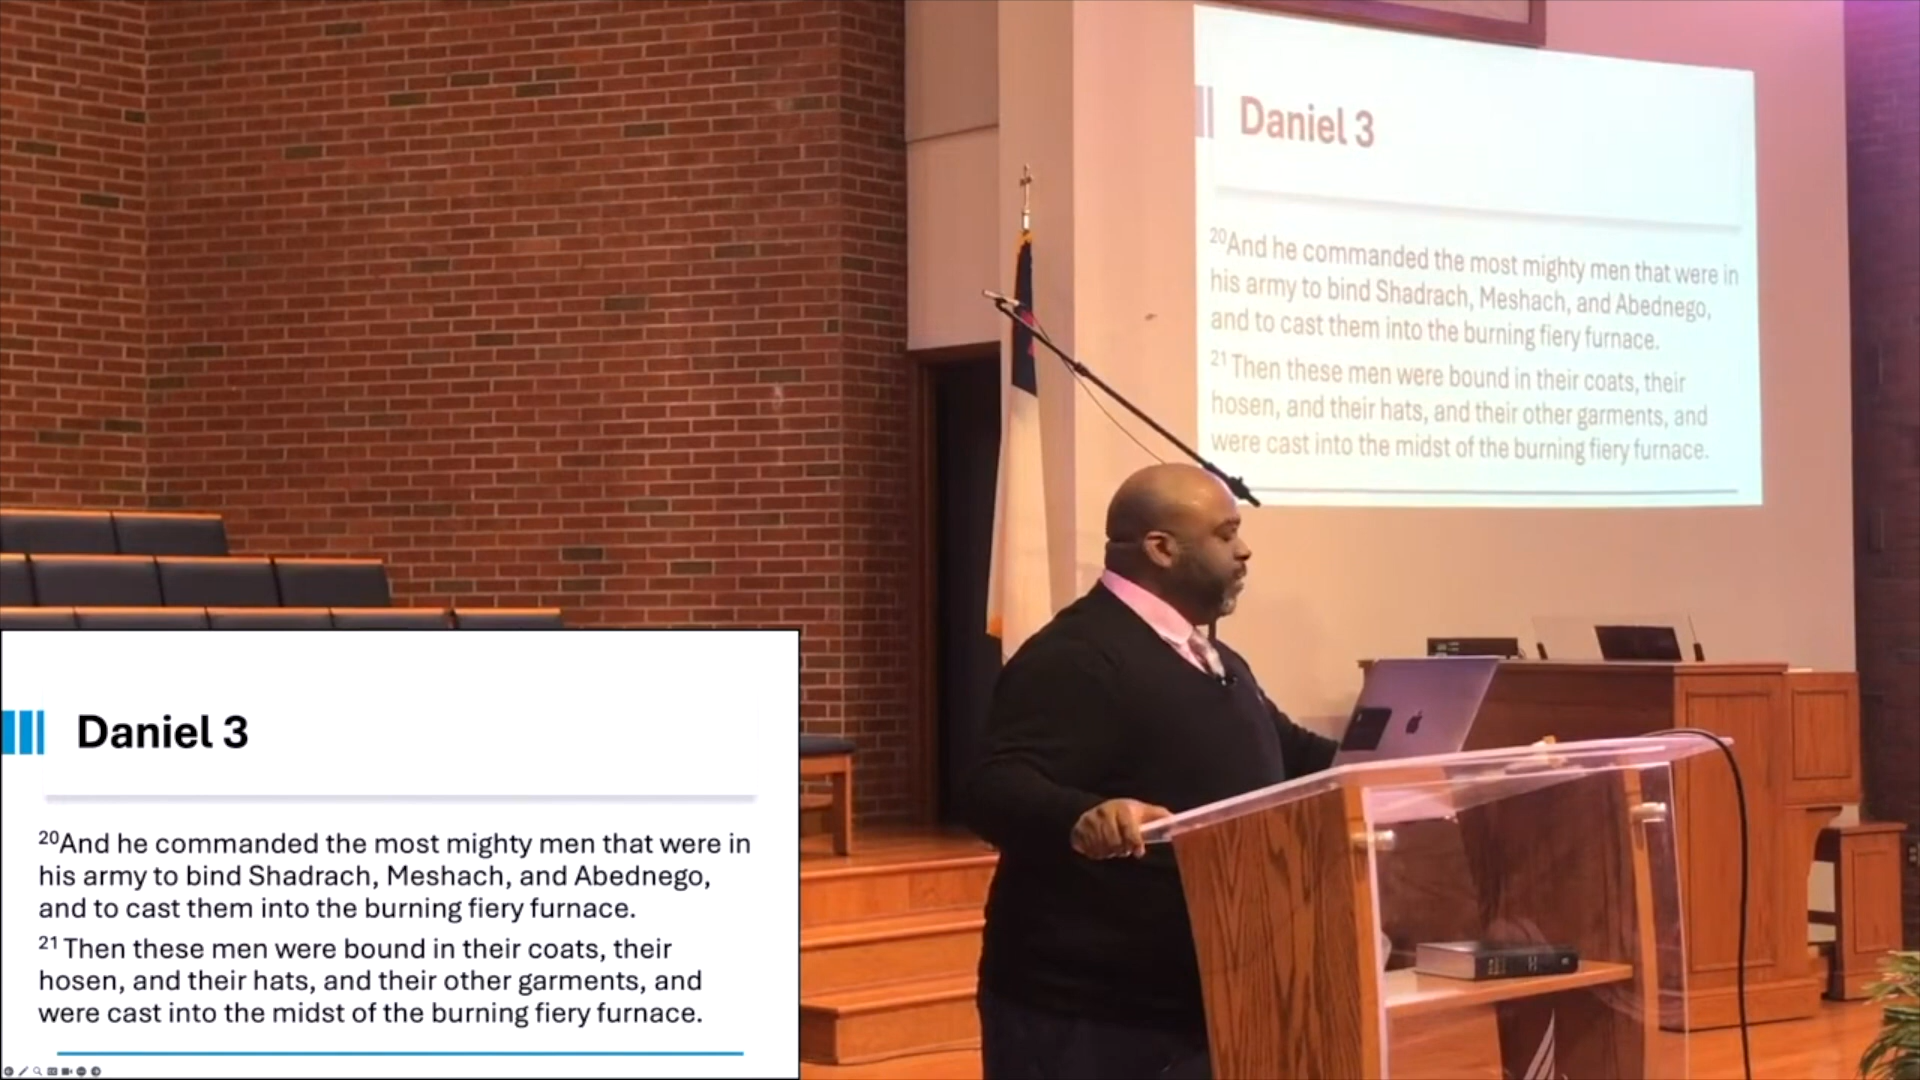 Daniel 3
20And he commanded the most mighty men that were in
his army to bind Shadrach, Meshach, and Abednego,
and to cast them into the burning fiery furnace.
21 Then these men were bound in their coats, their
hosen, and their hats, and their other garments, and
were cast into the midst of the burning fiery furnace.
Daniel 3
20And he commanded the most mighty men that were in
his army to bind Shadrach, Meshach, and Abednego,
and to cast them into the burning fiery furnace.
21 Then these men were bound in their coats, their
hosen, and their hats, and their other garments, and
were cast into the midst of the burning fiery furnace.